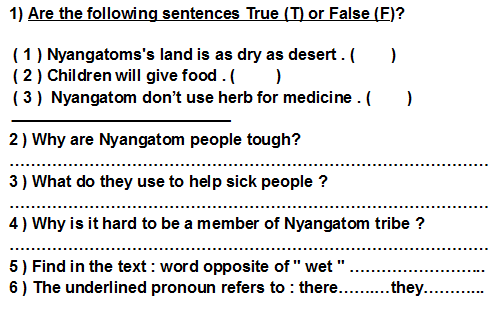 1) Are the following sentences True (T) or False (F)?
( 1 ) Nyangatoms's land is as dry as desert . (        )
( 2 ) Children will give food . (        )
( 3 )  Nyangatom don’t use herb for medicine . (        )
2 ) Why are Nyangatom people tough?
……………………………………………………………………………
3 ) What do they use to help sick people ?
……………………………………………………………………………
4 ) Why is it hard to be a member of Nyangatom tribe ?
……………………………………………………………………………
5 ) Find in the text : word opposite of " wet " ……………………..
6 ) The underlined pronoun refers to : there……….they………..